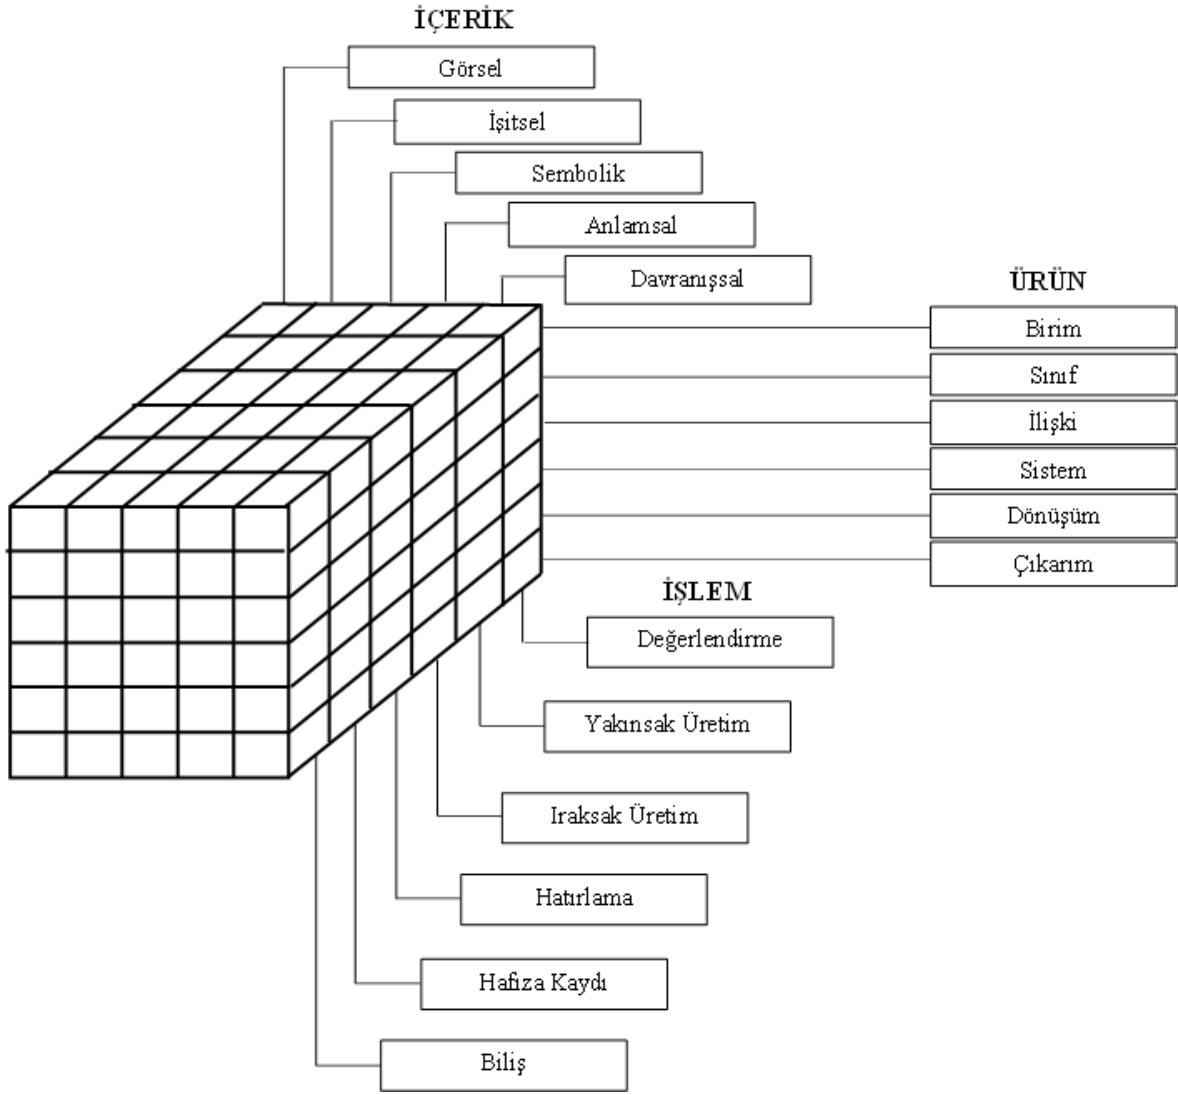 İÇERİK
Görsel
İşitsel
Sembolik
Anlamsal
Davranışsal
ÜRÜN
Birim
Sınıf
İlişki
Sistem
Dönüşüm
Çıkarım
İŞLEM
Değerlendirme
Yakınsak Üretim
Iraksak Üretim
Hatırlama
Hafıza Kaydı
Biliş